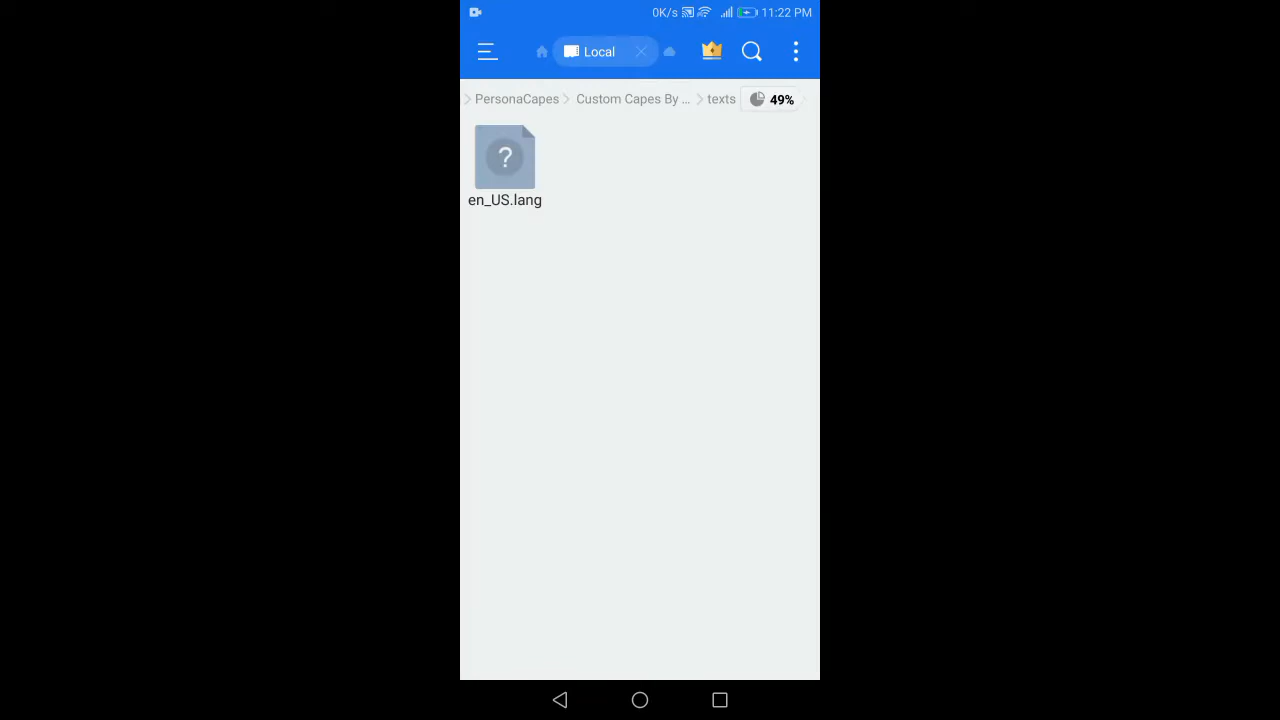 0K/s 11:22 PM
Local
PersonaCapes Custom Capes By ... texts 49%
?
en_US.lang